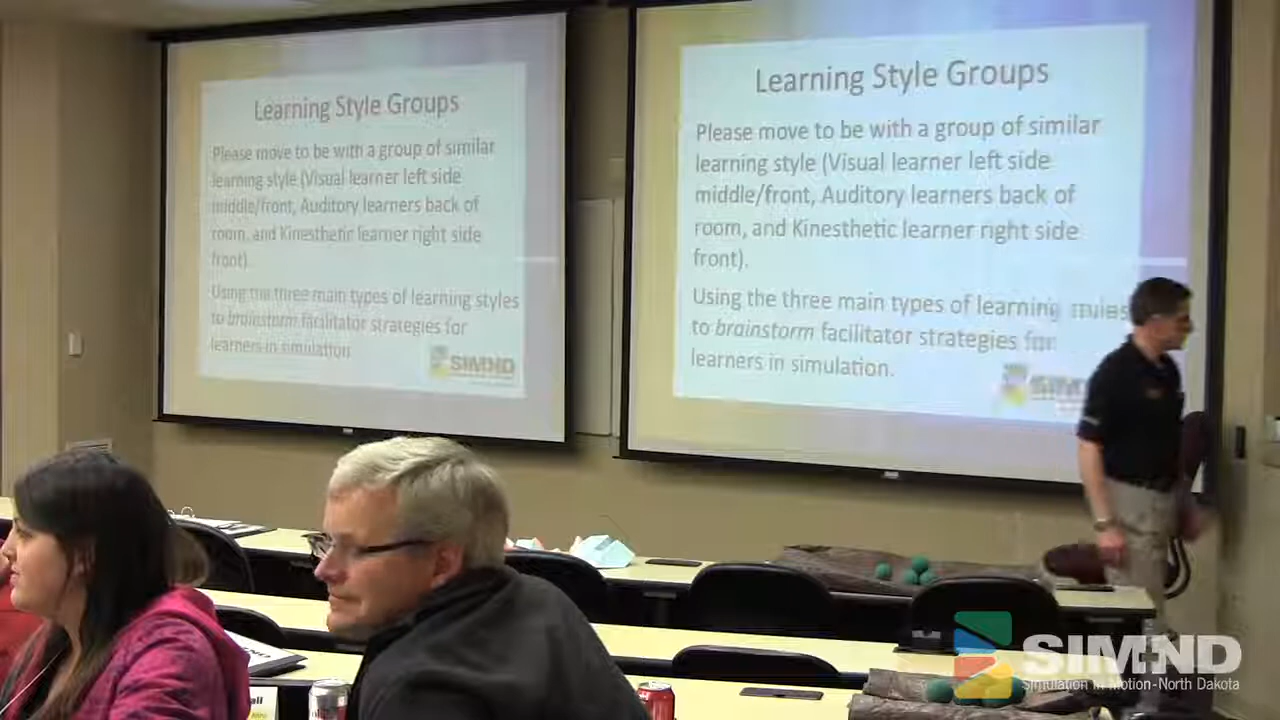 Learning Style Groups
Please move to be with a group of similar
learning style (Visual learner left side
middle/front, Auditory learners back of
room, and Kinesthetic learner right side
front).
Using the three main types of learning styles
to brainstorm facilitator strategies for
learners in simulation
SIMND
Learning Style Groups
Please move to be with a group of similar
learning style (Visual learner left side
middle/front, Auditory learners back of
room, and Kinesthetic learner right side
front).
Using the three main types of learning styles
to brainstorm facilitator strategies for
learners in simulation.
SIM
SIM-ND
Simulation in Motion-North Dakota